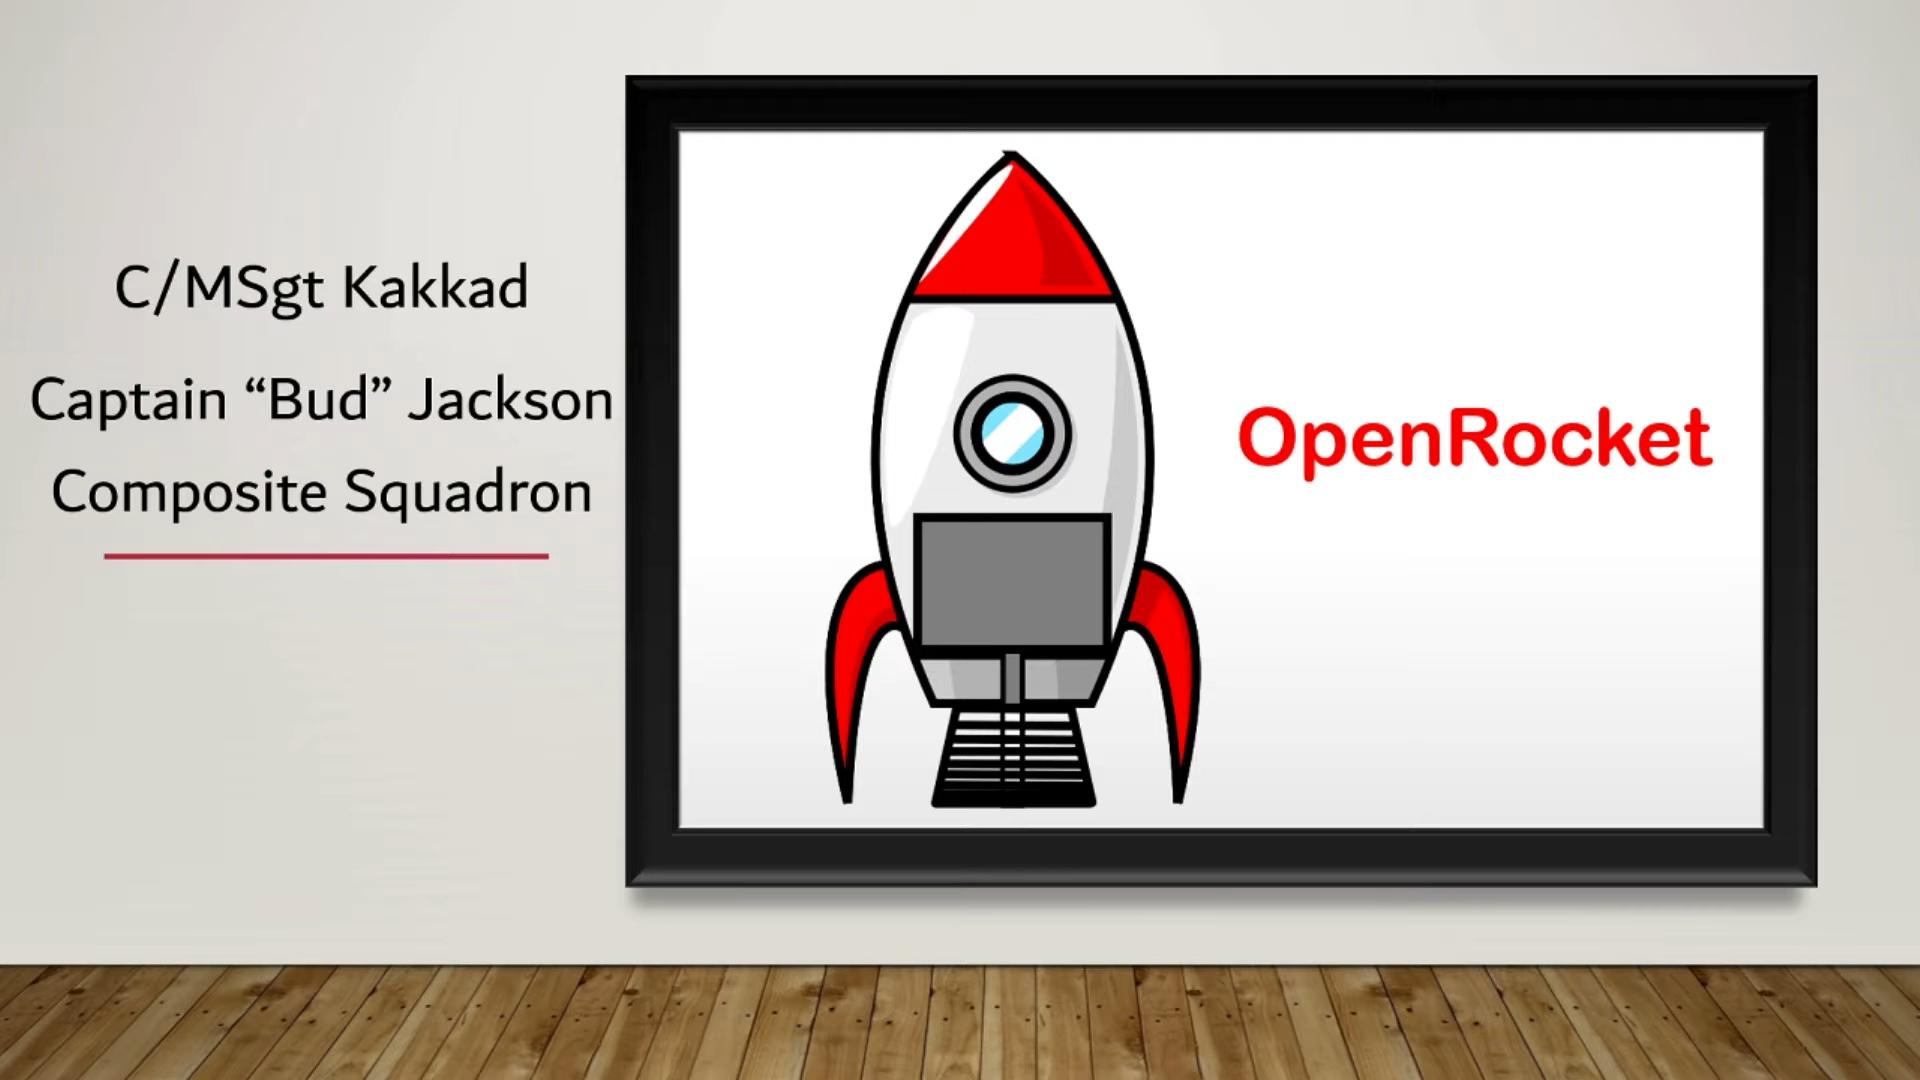 C/MSgt Kakkad
Captain “Bud” Jackson
Composite Squadron
OpenRocket